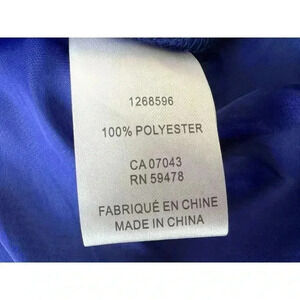 1268596
100% POLYESTER
CA 07043
RN 59478
FABRIQUÉ EN CHINE
MADE IN CHINA